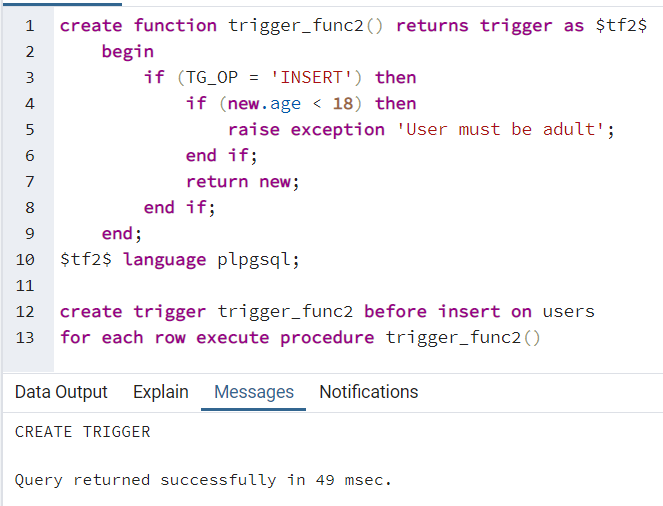 1 create function trigger_func2() returns trigger as $tf2$
2     begin
3         if (TG_OP = 'INSERT') then
4             if (new.age < 18) then
5                 raise exception 'User must be adult';
6             end if;
7             return new;
8         end if;
9     end;
10 $tf2$ language plpgsql;
11
12 create trigger trigger_func2 before insert on users
13 for each row execute procedure trigger_func2()
Data Output Explain Messages Notifications
CREATE TRIGGER
Query returned successfully in 49 msec.